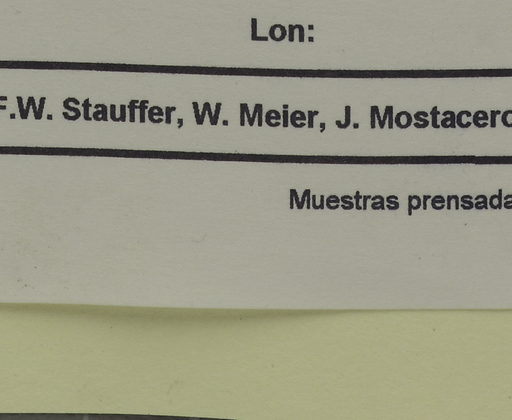 Lon:
F.W. Stauffer, W. Meier, J. Mostacero
Muestras prensada